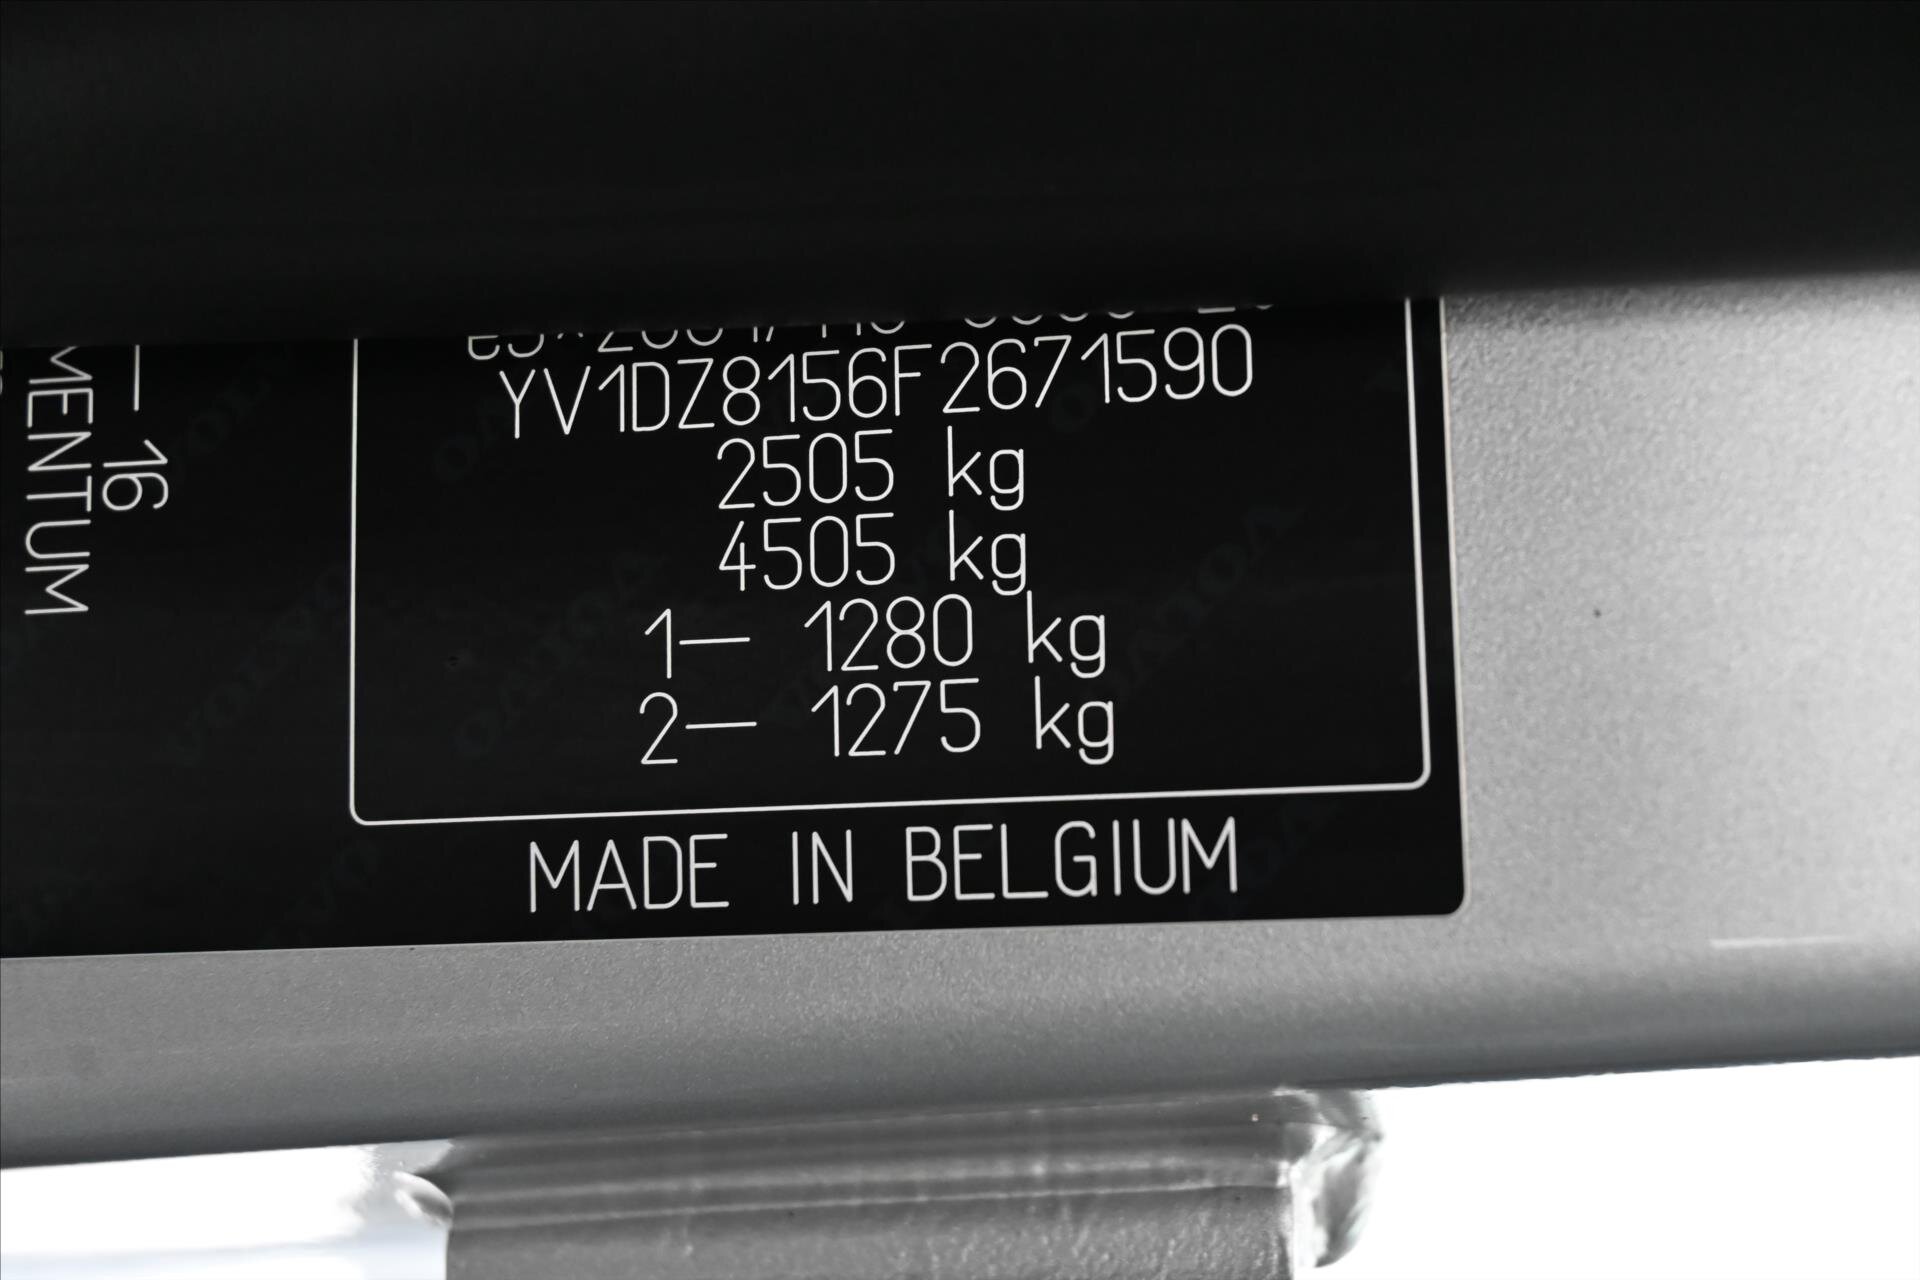 YV1DZ8156F2671590
2505 kg
4505 kg
1— 1280 kg
2— 1275 kg
MADE IN BELGIUM
— 16
MENTUM